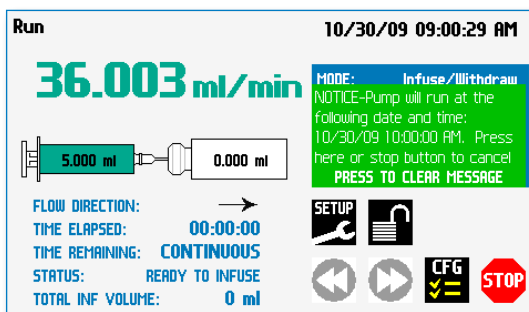 Run
10/30/09 09:00:29 AM
36.003 ml/min
MODE: Infuse/Withdraw
NOTICE-Pump will run at the
following date and time:
10/30/09 10:00:00 AM. Press
here or stop button to cancel
PRESS TO CLEAR MESSAGE
5.000 ml
0.000 ml
FLOW DIRECTION:
TIME ELAPSED: 00:00:00
TIME REMAINING: CONTINUOUS
STATUS: READY TO INFUSE
TOTAL INF VOLUME: 0 ml
SETUP
CFG
STOP